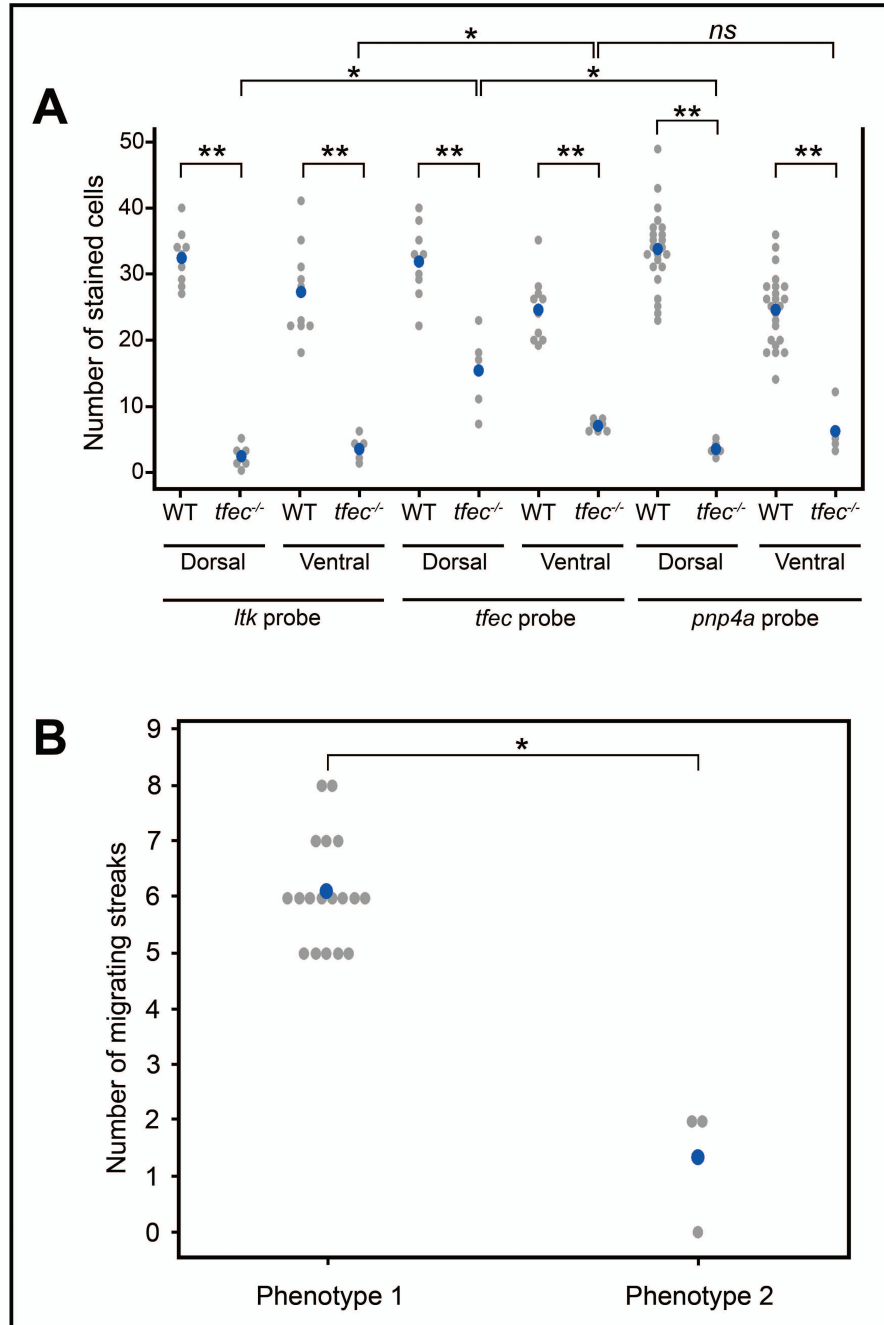 * ns
* *
A
** ** ** ** ** **
Number of stained cells
50
40
30
20
10
0
WT tfec-/- WT tfec-/- WT tfec-/- WT tfec-/- WT tfec-/- WT tfec-/-
Dorsal Ventral Dorsal Ventral Dorsal Ventral
ltk probe tfec probe pnp4a probe
B
*
Number of migrating streaks
9
8
7
6
5
4
3
2
1
0
Phenotype 1 Phenotype 2